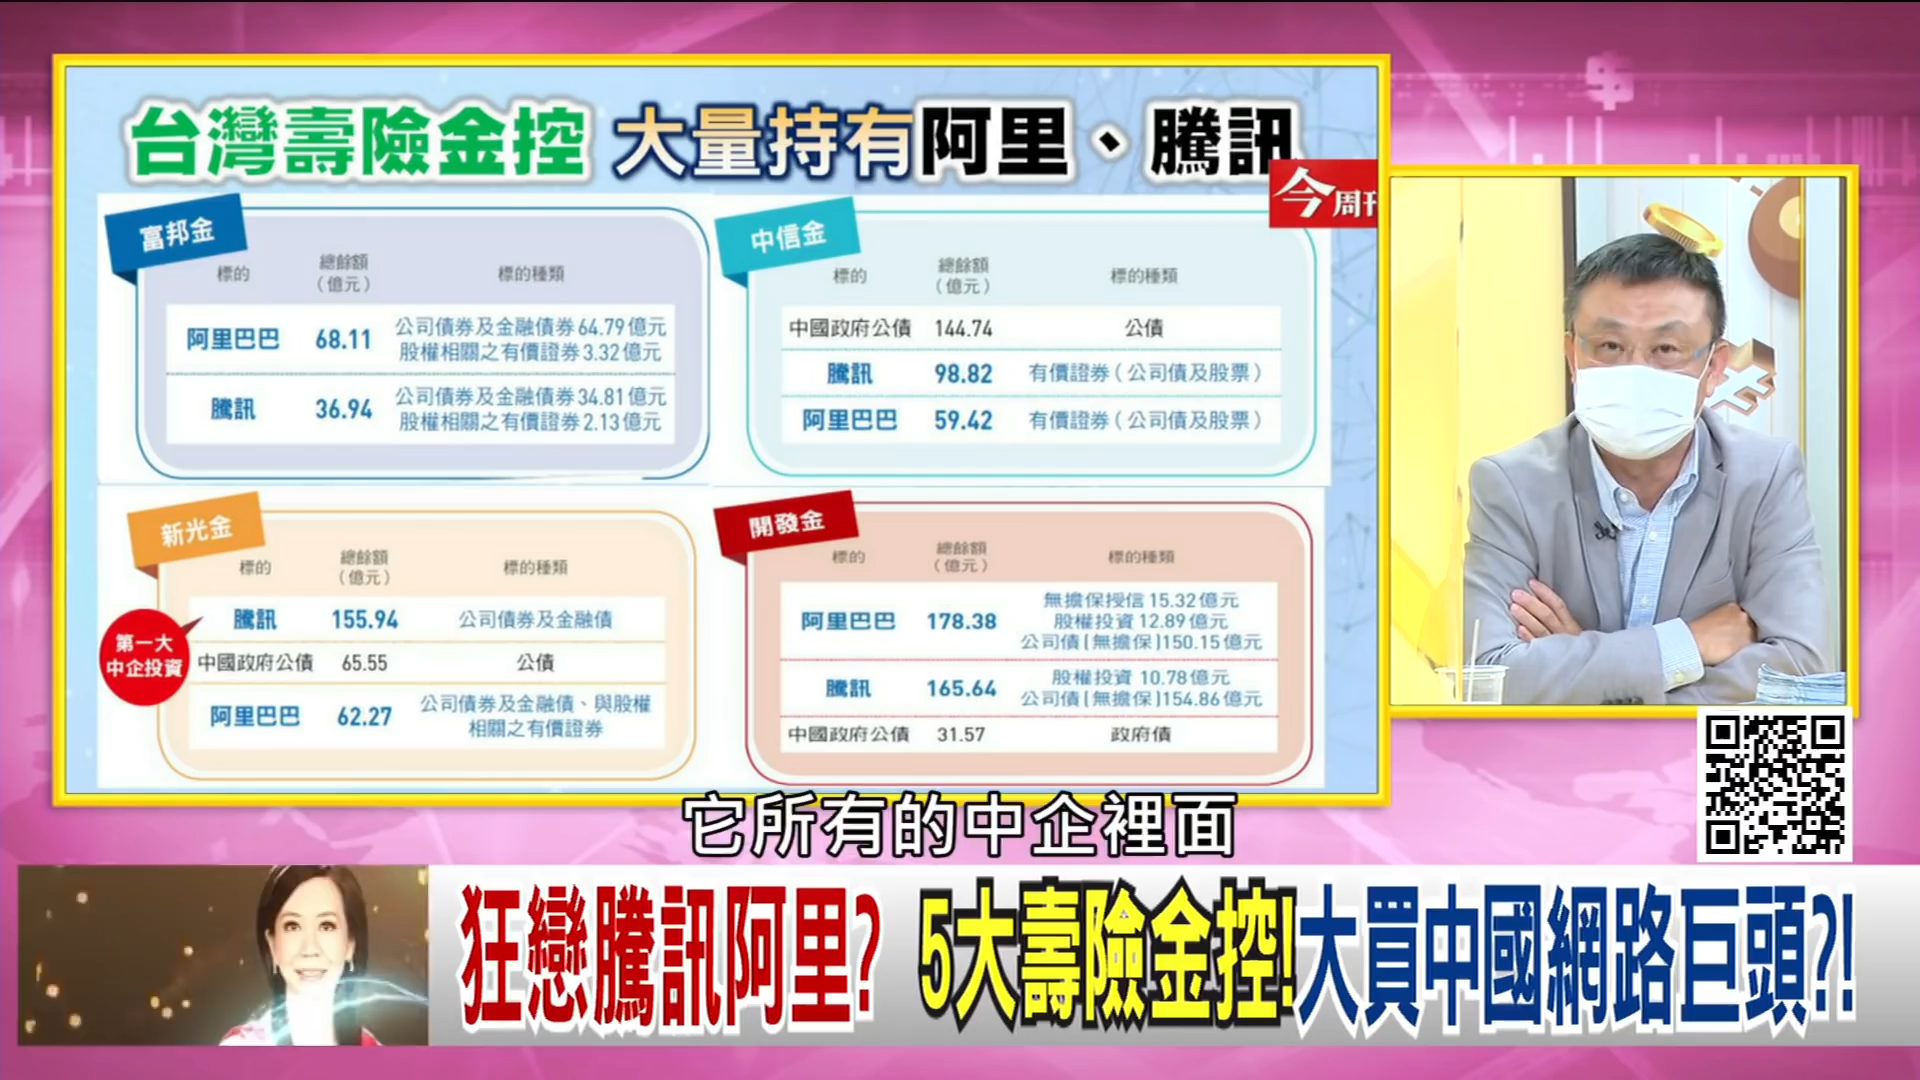 台灣壽險金控 大量持有阿里、騰訊
今周刊
富邦金
標的 總餘額（億元） 標的種類
阿里巴巴 68.11 公司債券及金融債券64.79億元
股權相關之有價證券3.32億元
騰訊 36.94 公司債券及金融債券34.81億元
股權相關之有價證券2.13億元
中信金
標的 總餘額（億元） 標的種類
中國政府公債 144.74 公債
騰訊 98.82 有價證券（公司債及股票）
阿里巴巴 59.42 有價證券（公司債及股票）
新光金
標的 總餘額（億元） 標的種類
第一大
中企投資
騰訊 155.94 公司債券及金融債
中國政府公債 65.55 公債
阿里巴巴 62.27 公司債券及金融債、與股權
相關之有價證券
開發金
標的 總餘額（億元） 標的種類
阿里巴巴 178.38 無擔保授信15.32億元
股權投資12.89億元
公司債(無擔保)150.15億元
騰訊 165.64 股權投資 10.78億元
公司債(無擔保)154.86億元
中國政府公債 31.57 政府債
它所有的中企裡面
狂戀騰訊阿里? 5大壽險金控!大買中國網路巨頭?!